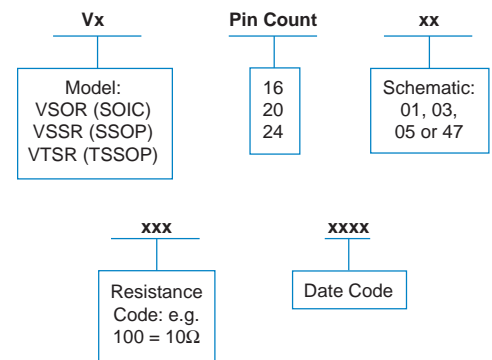 Vx
Pin Count
xx
Model:
VSOR (SOIC)
VSSR (SSOP)
VTSR (TSSOP)
16
20
24
Schematic:
01, 03,
05 or 47
xxx
xxxx
Resistance
Code: e.g.
100 = 10Ω
Date Code